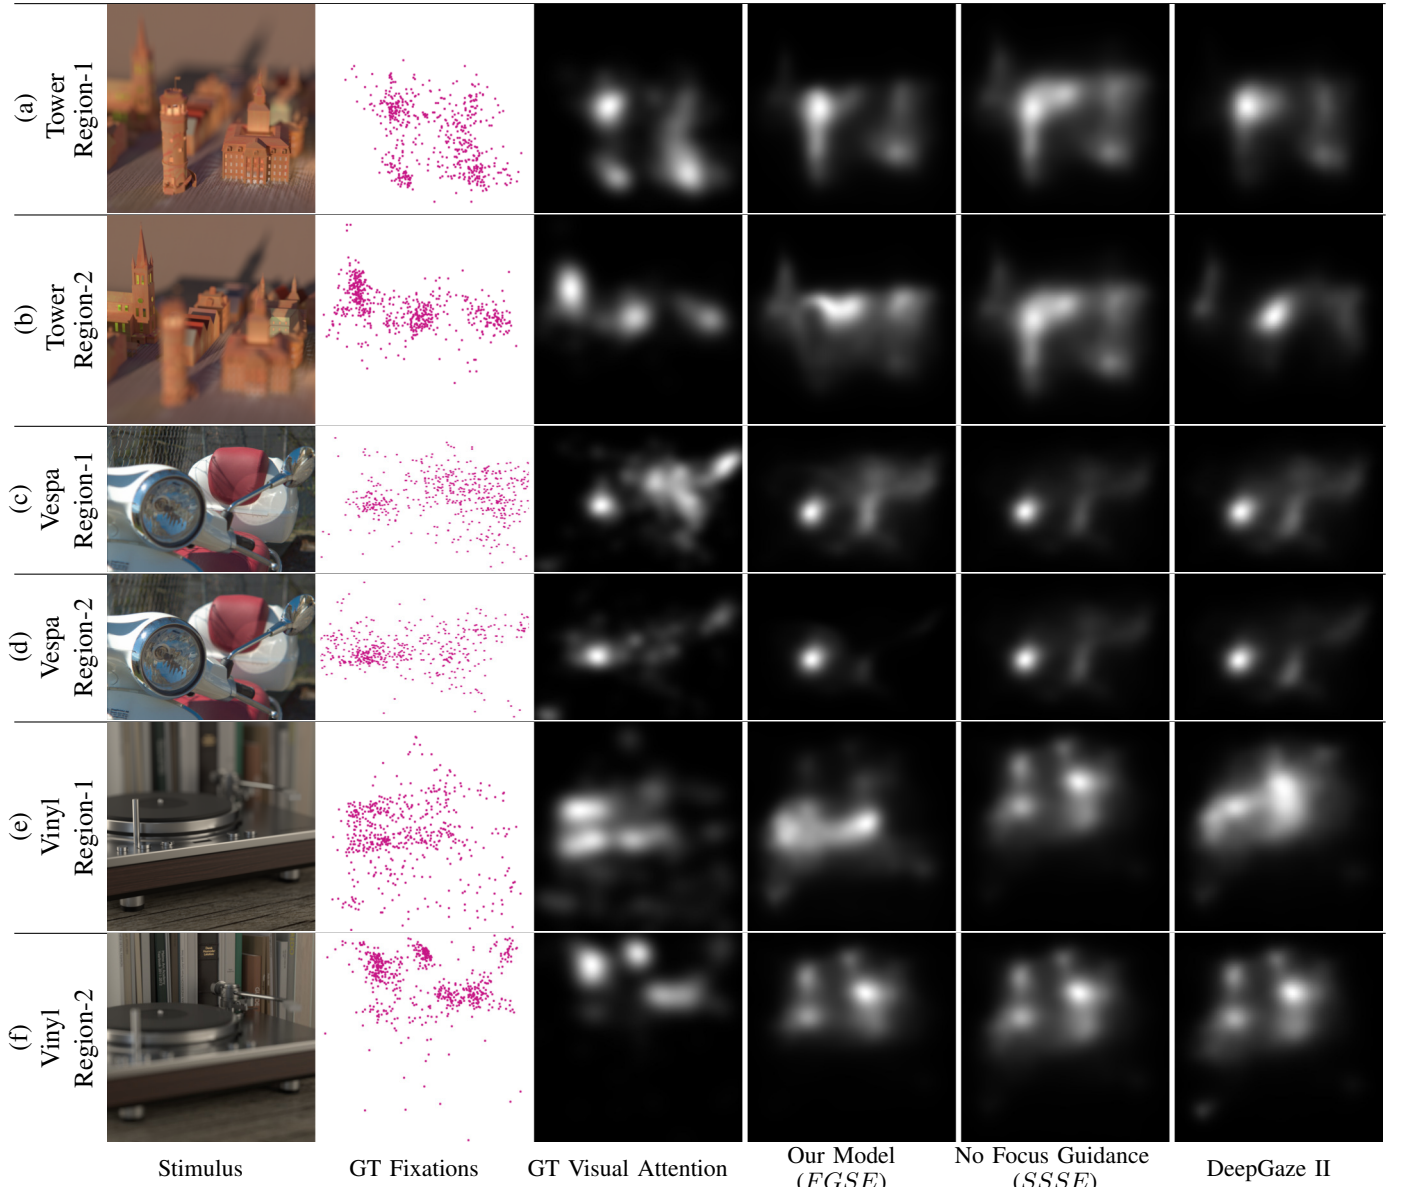 (a)
Tower
Region-1
(b)
Tower
Region-2
(c)
Vespa
Region-1
(d)
Vespa
Region-2
(e)
Vinyl
Region-1
(f)
Vinyl
Region-2
Stimulus
GT Fixations
GT Visual Attention
Our Model
(FGSE)
No Focus Guidance
(SSSE)
DeepGaze II